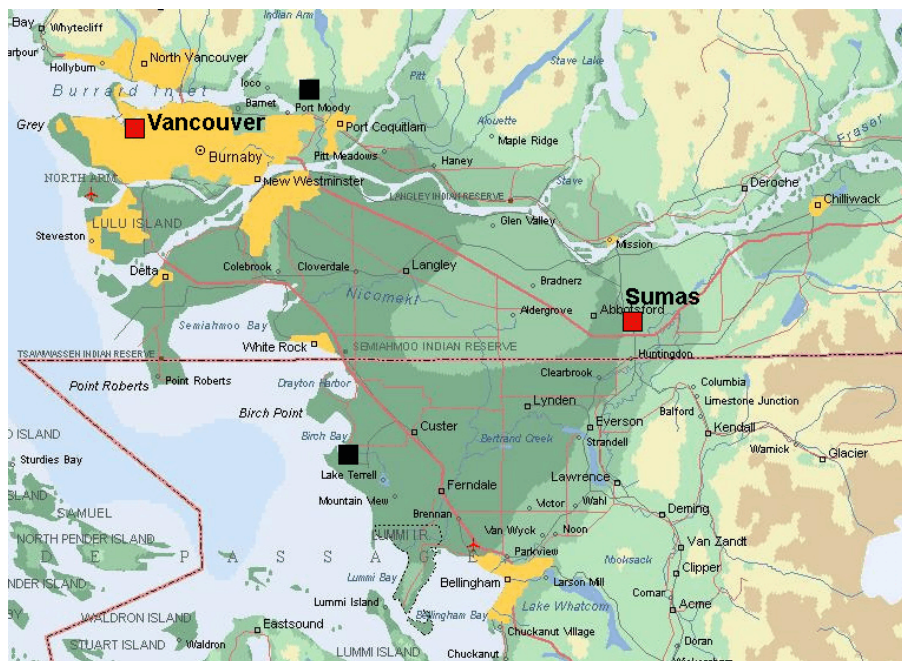 Bay
Whytecliff
Indian Arm
arbour
North Vancouver
Hollyburn
Ioco
Pitt
Stave Lake
Burrard Inlet
Barnet
Port Moody
Grey
Vancouver
Port Coquitlam
Alouette
Maple Ridge
Fraser
Burnaby
Pitt Meadows
Haney
NORTH ARM
New Westminster
Stave
Deroche
LANGLEY INDIAN RESERVE
Chilliwack
LULU ISLAND
Glen Valley
Steveston
Mission
Delta
Colebrook
Cloverdale
Langley
Bradnerz
Nicomekt
Sumas
Aldergrove
Abbotsford
Semiahmoo Bay
White Rock
SEMIAHMOO INDIAN RESERVE
TSAWWASSEN INDIAN RESERVE
Huntingdon
Point Roberts
Point Roberts
Drayton Harbor
Clearbrook
Columbia
Limestone Junction
Birch Point
Lynden
Balford
Everson
Kendall
Custer
Birch Bay
Bertrand Creek
Strandell
Warnick
Glacier
D ISLAND
Sturdies Bay
Lake Terrell
Lawrence
Ferndale
Mountain View
Victor
Wahl
SAMUEL
Brennan
Deming
Van Wyck
Noon
NORTH PENDER ISLAND
LUMMI I.R.
Van Zandt
D E P A S S A G E
Parkview
Nooksack
ENDER ISLAND
Lummi Bay
Bellingham
Larson Mill
Clipper
Comar
Lummi Island
Lake Whatcom
Acme
WALDRON ISLAND
Bellingham Bay
Eastsound
Chuckanut Village
STUART ISLAND
Waldron
Doran
LUMMI ISLAND
Chuckanut